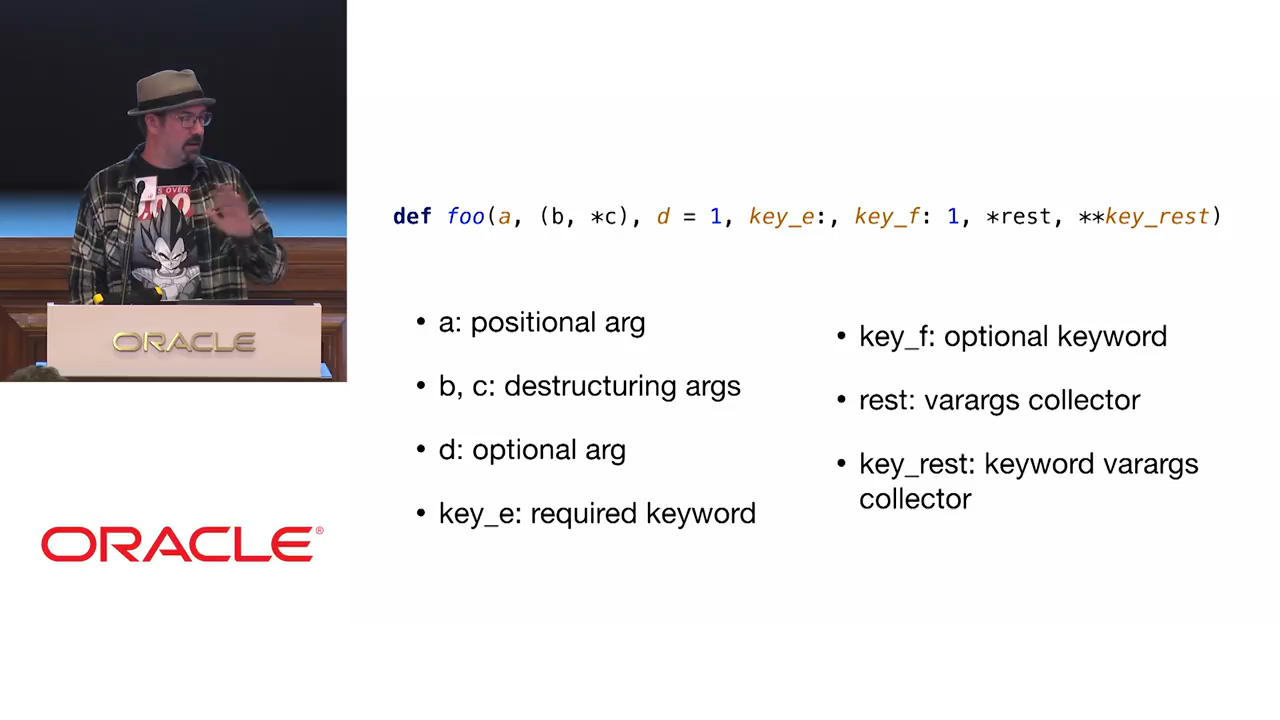 S OVER
ORACLE
ORACLE®
def foo(a, (b, *c), d = 1, key_e:, key_f: 1, *rest, **key_rest)
• a: positional arg
• b, c: destructuring args
• d: optional arg
• key_e: required keyword
• key_f: optional keyword
• rest: varargs collector
• key_rest: keyword varargs
collector